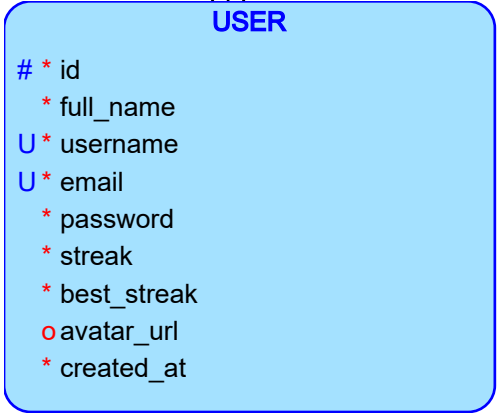 USER
# * id
* full_name
U * username
U * email
* password
* streak
* best_streak
o avatar_url
* created_at